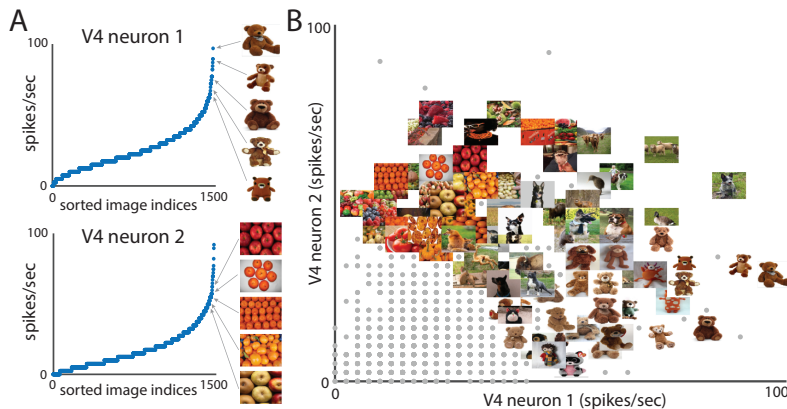 A
V4 neuron 1
100
spikes/sec
0
0
1500
sorted image indices
V4 neuron 2
100
spikes/sec
0
0
1500
sorted image indices
B
100
V4 neuron 2 (spikes/sec)
0
0
100
V4 neuron 1 (spikes/sec)